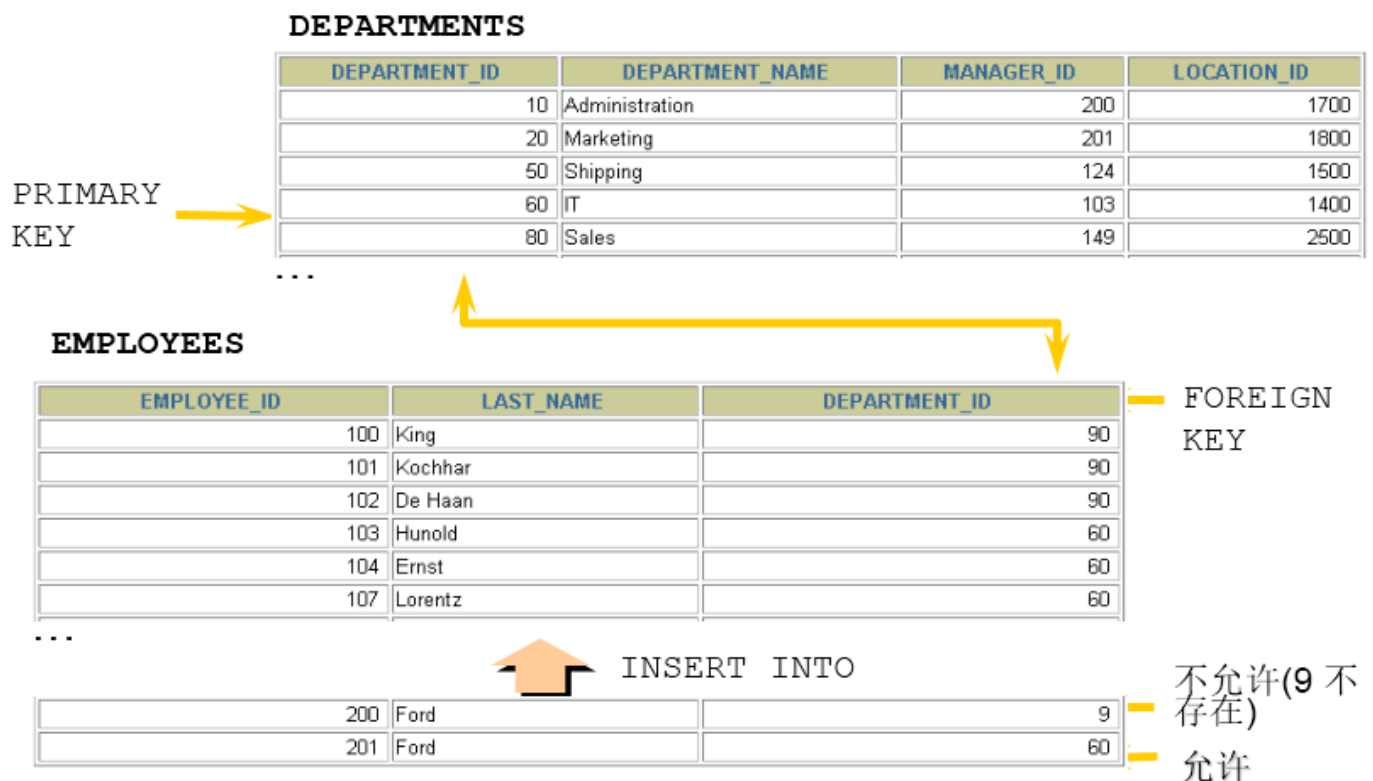 DEPARTMENTS
DEPARTMENT_ID DEPARTMENT_NAME MANAGER_ID LOCATION_ID
10 Administration 200 1700
20 Marketing 201 1800
50 Shipping 124 1500
60 IT 103 1400
80 Sales 149 2500
...
PRIMARY
KEY
EMPLOYEES
EMPLOYEE_ID LAST_NAME DEPARTMENT_ID
100 King 90
101 Kochhar 90
102 De Haan 90
103 Hunold 60
104 Ernst 60
107 Lorentz 60
...
FOREIGN
KEY
INSERT INTO
200 Ford 9
201 Ford 60
不允许(9 不
存在)
允许